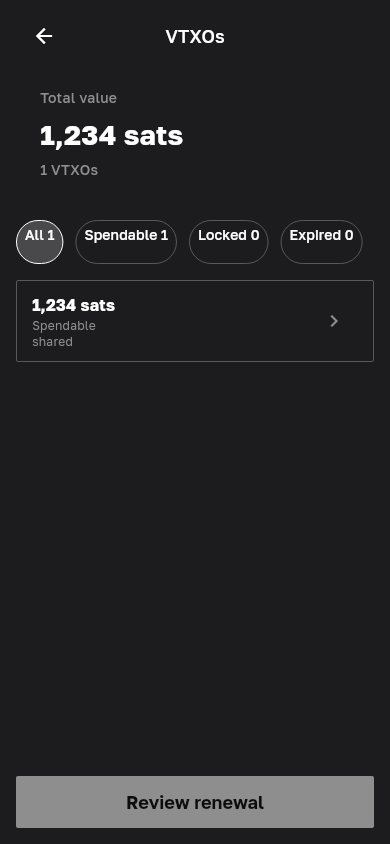 VTXOs
Total value
1,234 sats
1 VTXOs
All 1
Spendable 1
Locked 0
Expired 0
1,234 sats
Spendable
shared
Review renewal